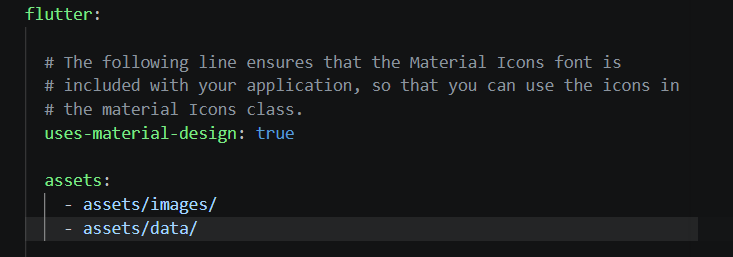 flutter:
# The following line ensures that the Material Icons font is
# included with your application, so that you can use the icons in
# the material Icons class.
uses-material-design: true
assets:
- assets/images/
- assets/data/